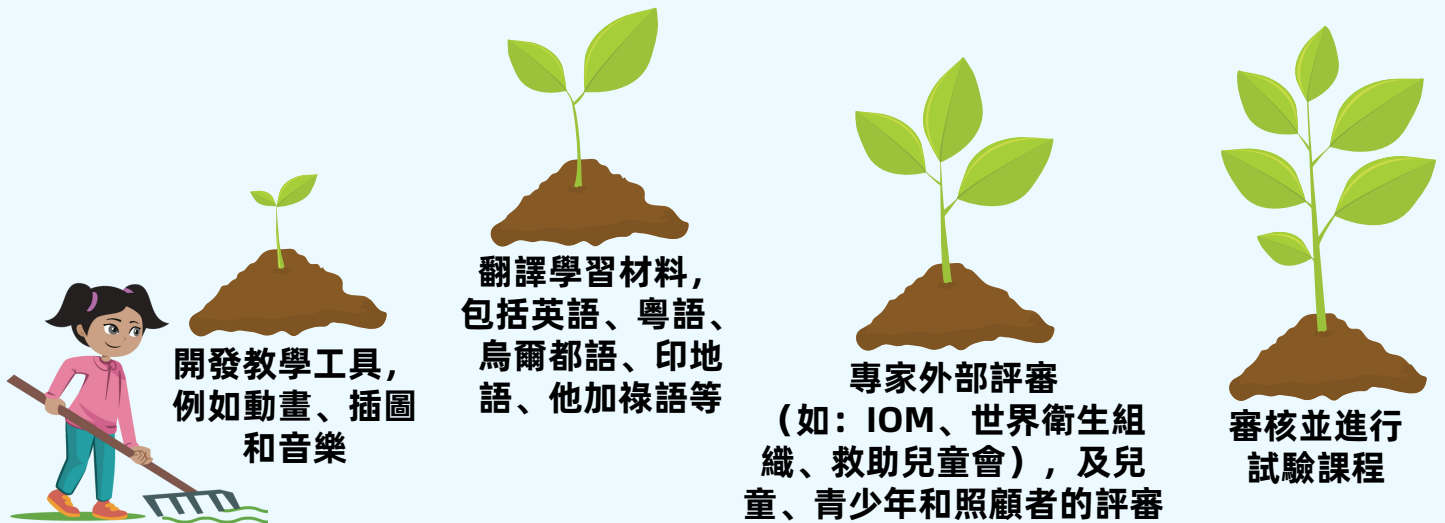 開發教學工具，
例如動畫、插圖
和音樂
翻譯學習材料，
包括英語、粵語、
烏爾都語、印地
語、他加祿語等
專家外部評審
（如：IOM、世界衛生組
織、救助兒童會），及兒
童、青少年和照顧者的評審
審核並進行
試驗課程